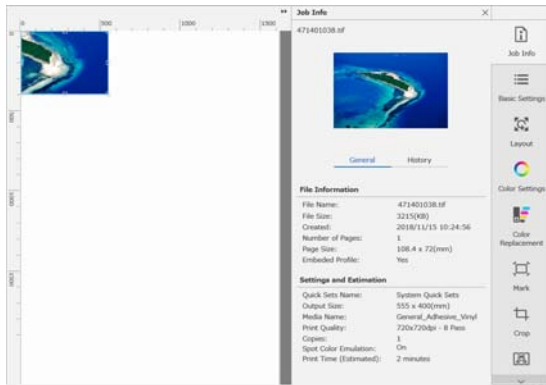 Job Info
471401038.tif
General History
File Information
File Name: 471401038.tif
File Size: 3215(KB)
Created: 2018/11/15 10:24:56
Number of Pages: 1
Page Size: 108.4 x 72(mm)
Embeded Profile: Yes
Settings and Estimation
Quick Sets Name: System Quick Sets
Output Size: 555 x 400(mm)
Media Name: General_Adhesive_Vinyl
Print Quality: 720x720dpi - 8 Pass
Copies: 1
Spot Color Emulation: On
Print Time (Estimated): 2 minutes
0 500 1000 1500
0
500
1000
1500
Job Info
Basic Settings
Layout
Color Settings
Color
Replacement
Mark
Crop